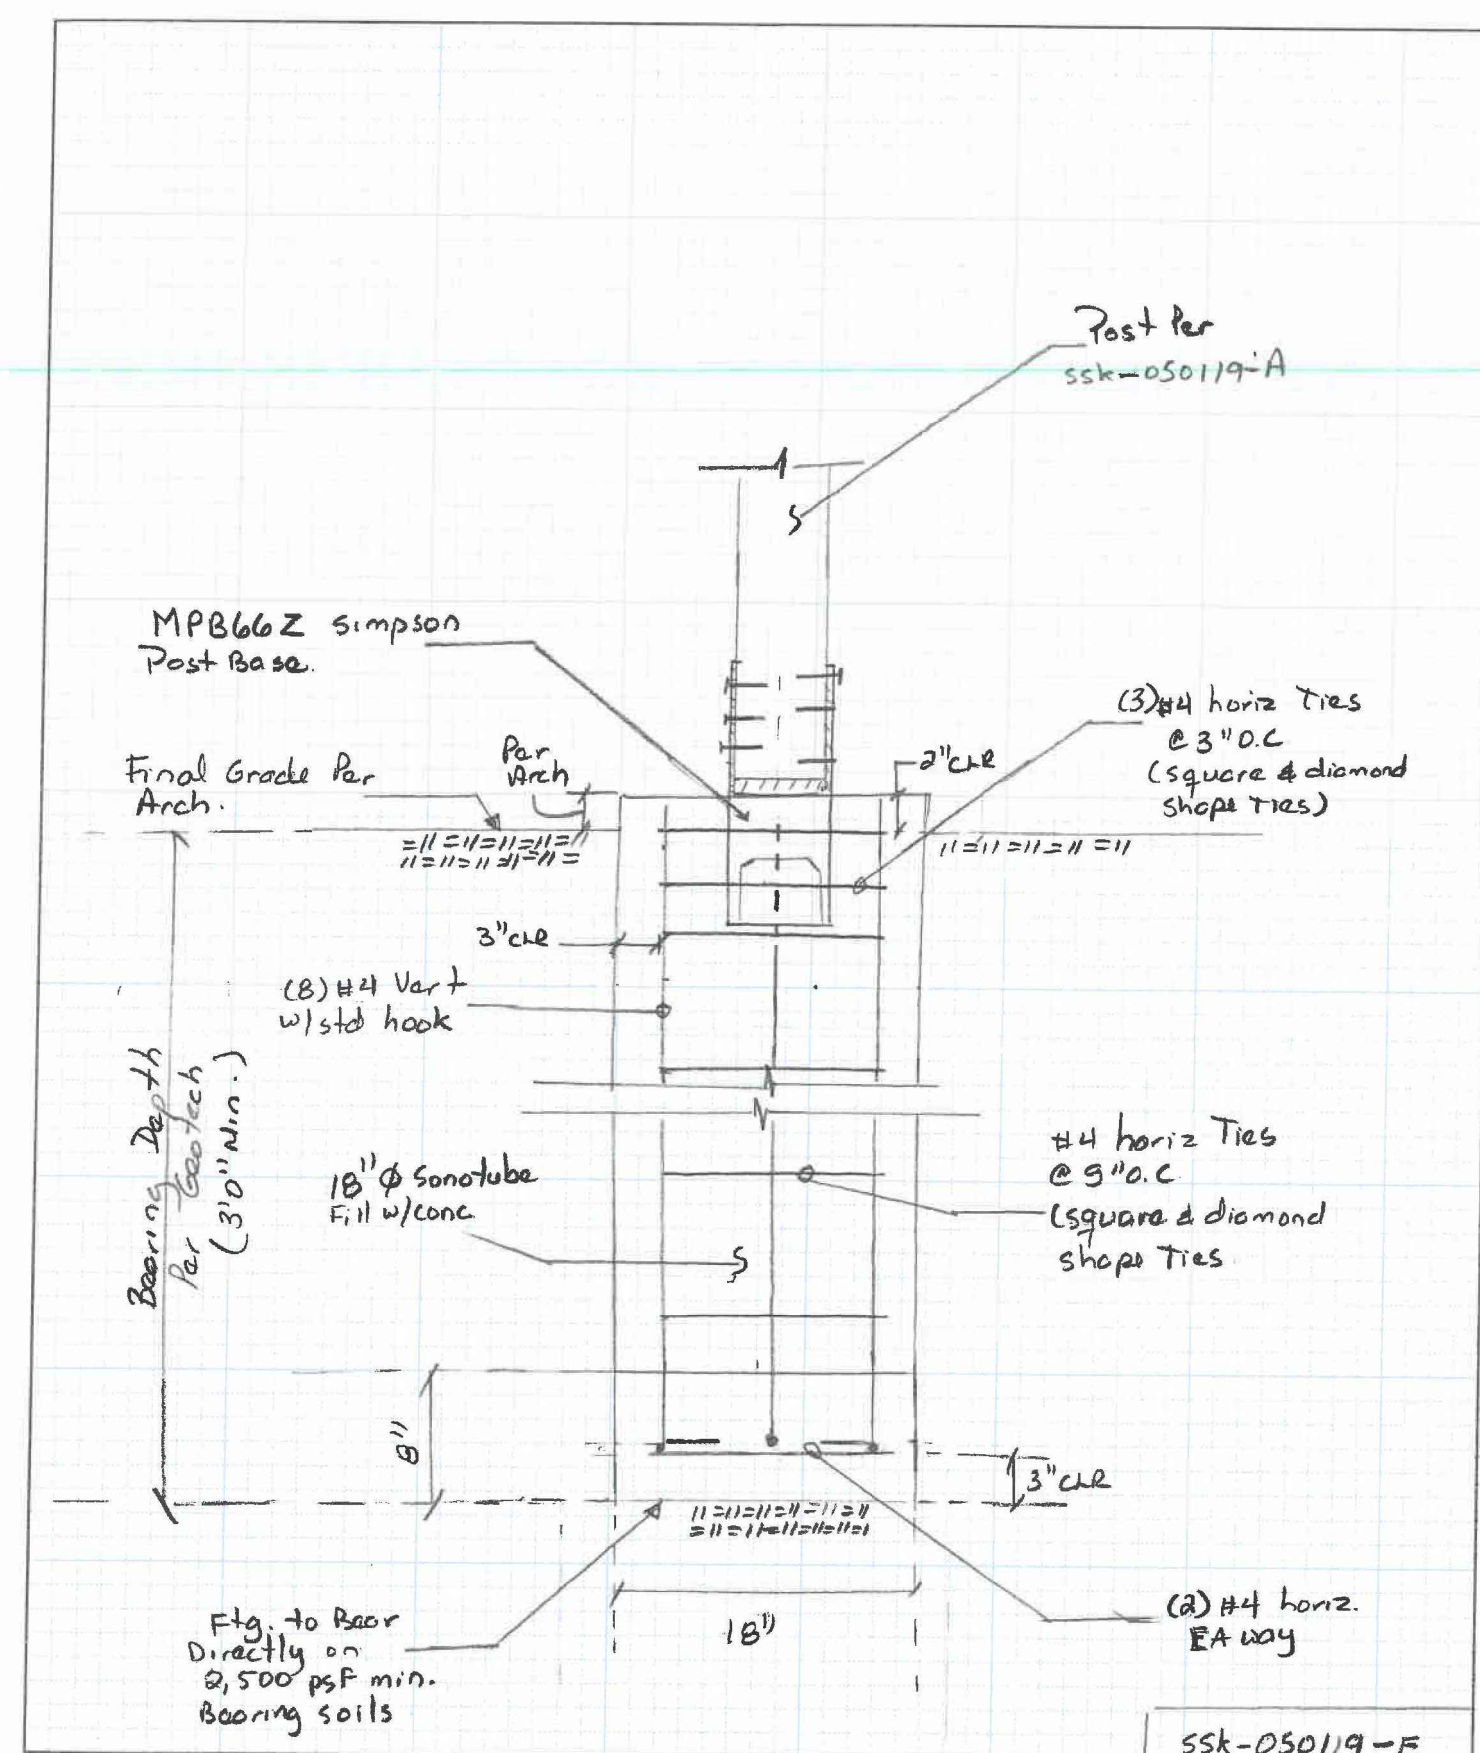 Post Per
ssk-050119-A
MPB66Z simpson
Post Base.
(3)#4 horiz Ties
@ 3"O.C
(square & diamond
shape Ties)
Final Grade Per
Arch.
Per
Arch
2"CLR
3"CLR
(8) #4 Vert
w/std hook
Bearing Depth
Per Geotech
(3'0" Min.)
#4 horiz Ties
@ 9"O.C
(square & diamond
shape Ties
18"Ø Sonotube
Fill w/conc
8"
3"CLR
18"
(2) #4 horiz.
EA way
Ftg. to Bear
Directly on
2,500 psf min.
Bearing soils
SSK-050119-F